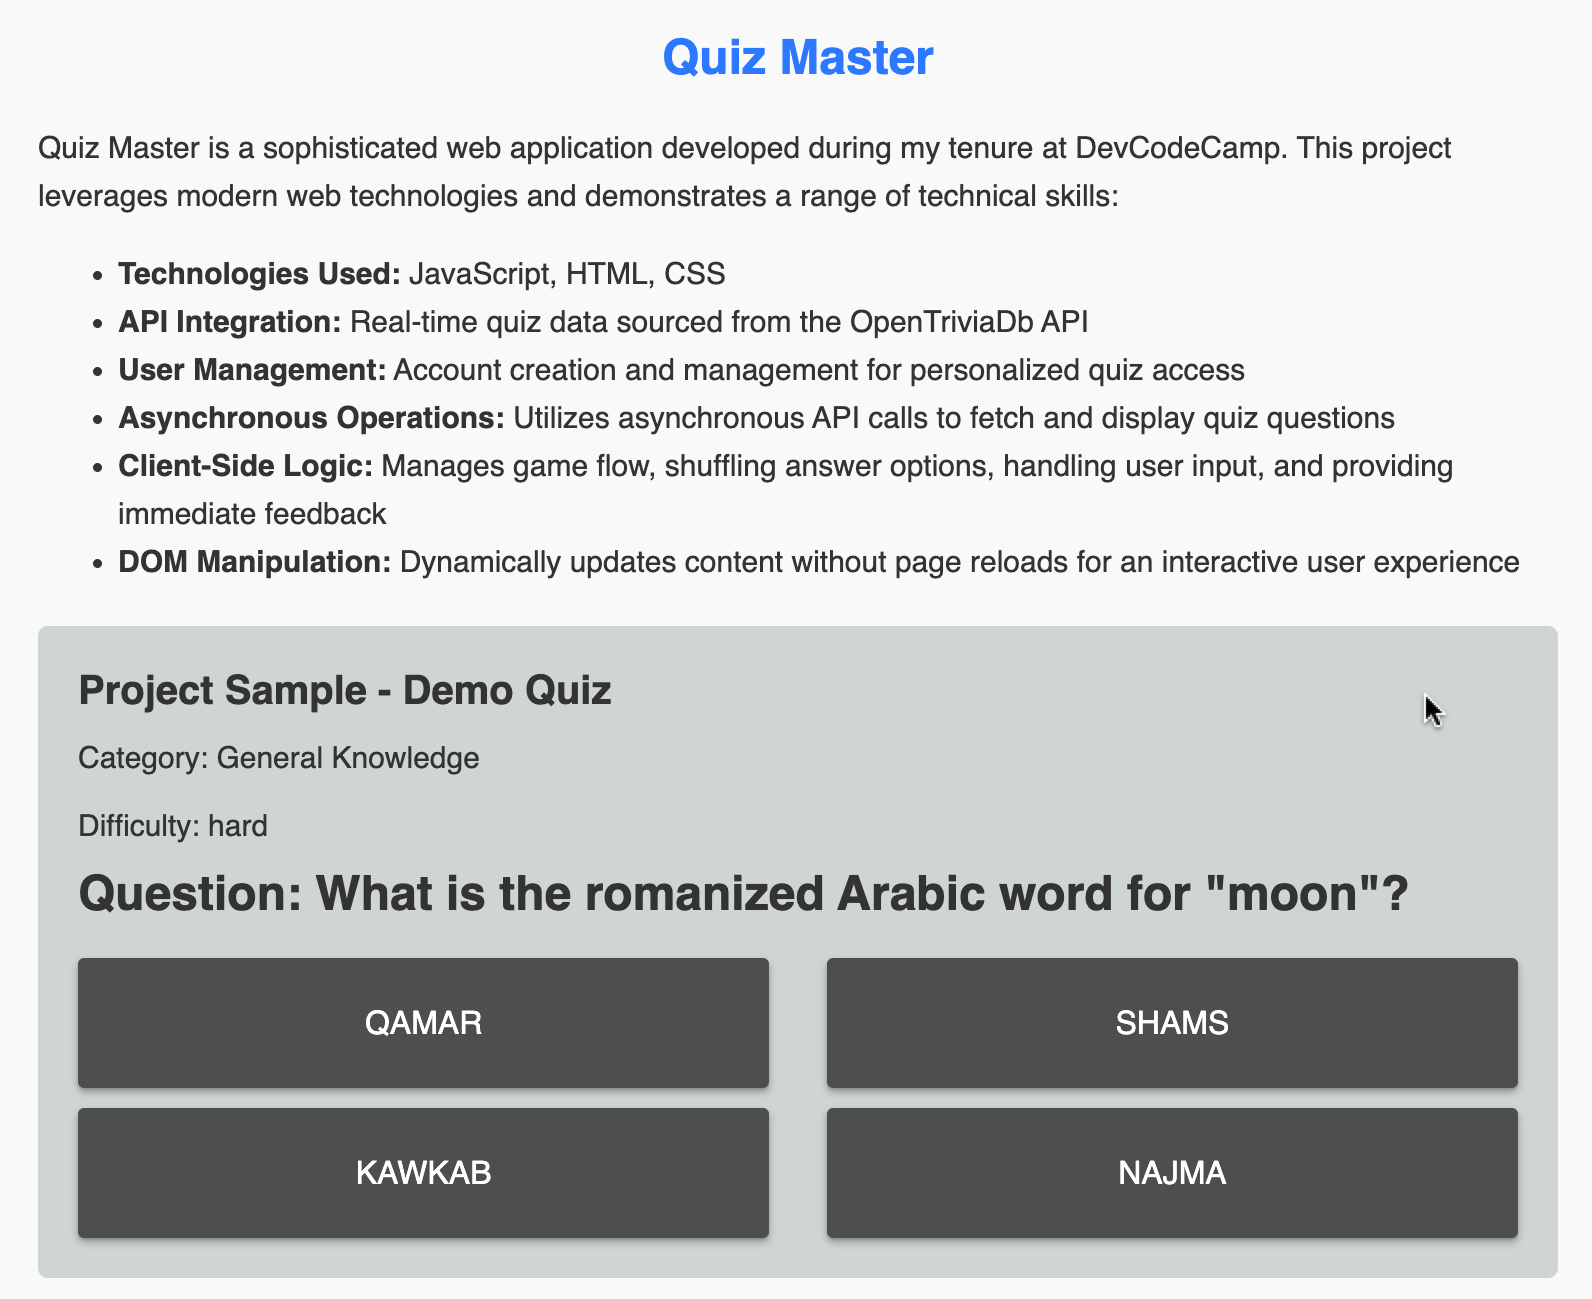 Quiz Master
Quiz Master is a sophisticated web application developed during my tenure at DevCodeCamp. This project
leverages modern web technologies and demonstrates a range of technical skills:
• Technologies Used: JavaScript, HTML, CSS
• API Integration: Real-time quiz data sourced from the OpenTriviaDb API
• User Management: Account creation and management for personalized quiz access
• Asynchronous Operations: Utilizes asynchronous API calls to fetch and display quiz questions
• Client-Side Logic: Manages game flow, shuffling answer options, handling user input, and providing
immediate feedback
• DOM Manipulation: Dynamically updates content without page reloads for an interactive user experience
Project Sample - Demo Quiz
Category: General Knowledge
Difficulty: hard
Question: What is the romanized Arabic word for "moon"?
QAMAR
SHAMS
KAWKAB
NAJMA